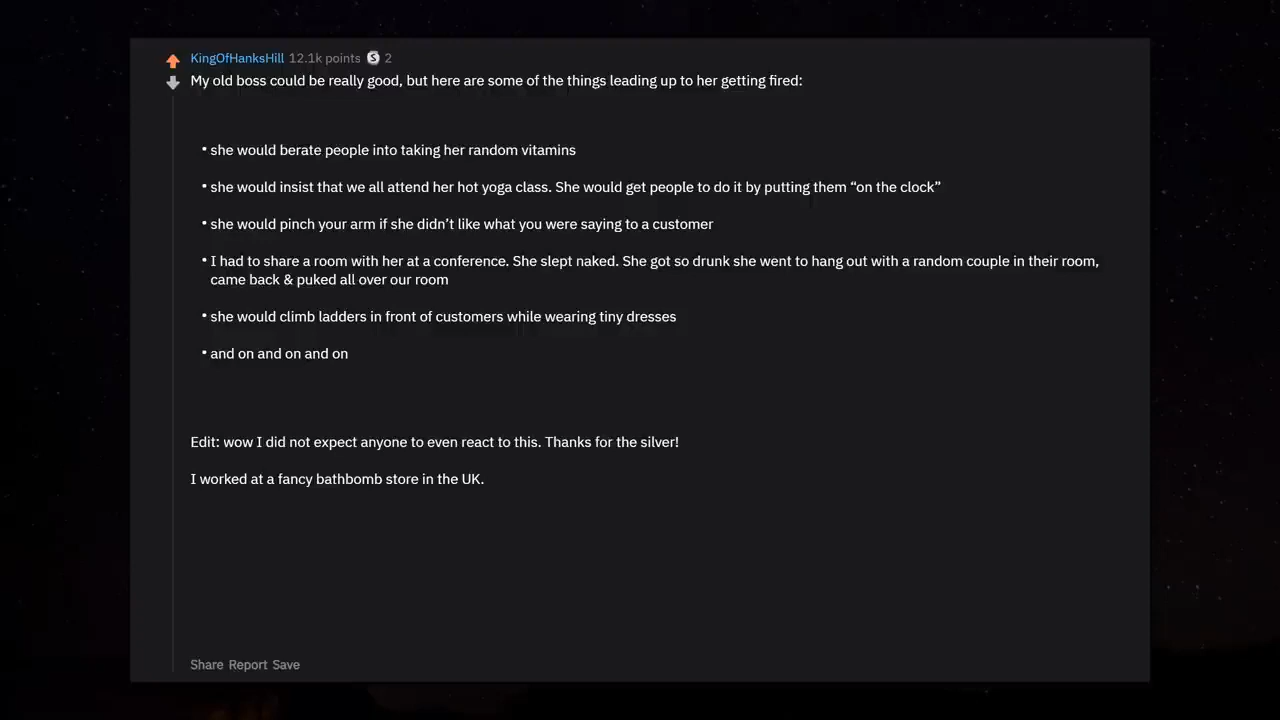 KingOfHanksHill 12.1k points S 2
My old boss could be really good, but here are some of the things leading up to her getting fired:
• she would berate people into taking her random vitamins
• she would insist that we all attend her hot yoga class. She would get people to do it by putting them “on the clock”
• she would pinch your arm if she didn’t like what you were saying to a customer
• I had to share a room with her at a conference. She slept naked. She got so drunk she went to hang out with a random couple in their room,
came back & puked all over our room
• she would climb ladders in front of customers while wearing tiny dresses
• and on and on and on
Edit: wow I did not expect anyone to even react to this. Thanks for the silver!
I worked at a fancy bathbomb store in the UK.
Share Report Save